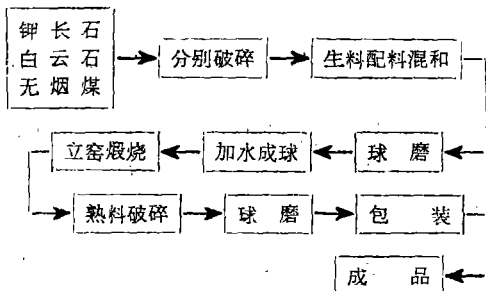 钾长石
白云石
无烟煤
分别破碎
生料配料混和
球磨
加水成球
立窑煅烧
熟料破碎
球磨
包装
成品